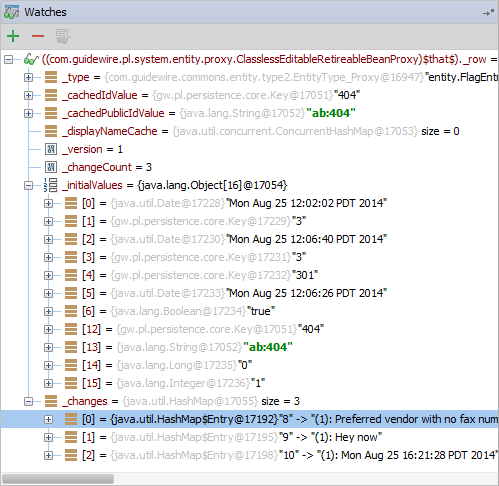 Watches
((com.guidewire.pl.system.entity.proxy.ClasslessEditableRetireableBeanProxy)$that$)._row =
_type = {com.guidewire.commons.entity.type2.EntityType_Proxy@16947}"entity.FlagEntr
_cachedIdValue = {gw.pl.persistence.core.Key@17051}"404"
_cachedPublicIdValue = {java.lang.String@17052}"ab:404"
_displayNameCache = {java.util.concurrent.ConcurrentHashMap@17053} size = 0
_version = 1
_changeCount = 3
_initialValues = {java.lang.Object[16]@17054}
[0] = {java.util.Date@17228}"Mon Aug 25 12:02:02 PDT 2014"
[1] = {gw.pl.persistence.core.Key@17229}"3"
[2] = {java.util.Date@17230}"Mon Aug 25 12:06:40 PDT 2014"
[3] = {gw.pl.persistence.core.Key@17231}"3"
[4] = {gw.pl.persistence.core.Key@17232}"301"
[5] = {java.util.Date@17233}"Mon Aug 25 12:06:26 PDT 2014"
[6] = {java.lang.Boolean@17234}"true"
[12] = {gw.pl.persistence.core.Key@17051}"404"
[13] = {java.lang.String@17052}"ab:404"
[14] = {java.lang.Long@17235}"0"
[15] = {java.lang.Integer@17236}"1"
_changes = {java.util.HashMap@17055} size = 3
[0] = {java.util.HashMap$Entry@17192}"8" -> "(1): Preferred vendor with no fax num
[1] = {java.util.HashMap$Entry@17195}"9" -> "(1): Hey now"
[2] = {java.util.HashMap$Entry@17198}"10" -> "(1): Mon Aug 25 16:21:28 PDT 2014"